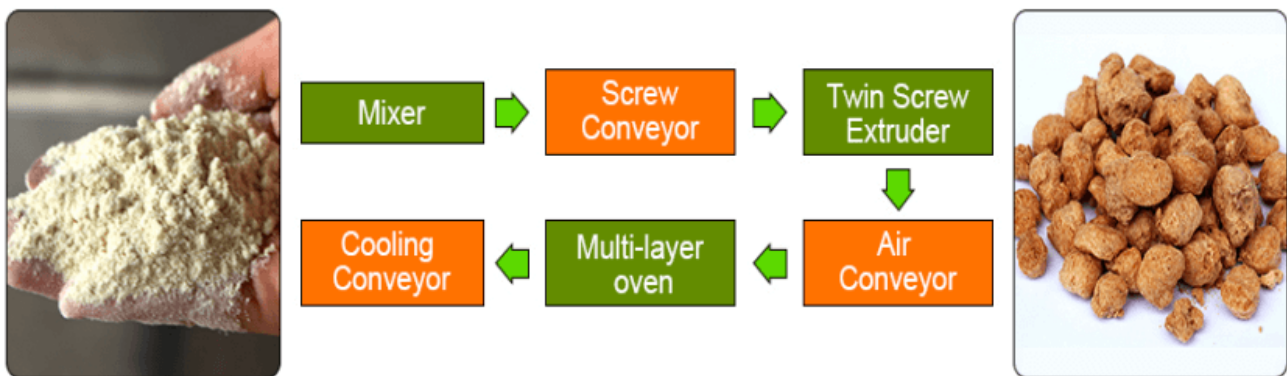 Mixer
Screw
Conveyor
Twin Screw
Extruder
Cooling
Conveyor
Multi-layer
oven
Air
Conveyor